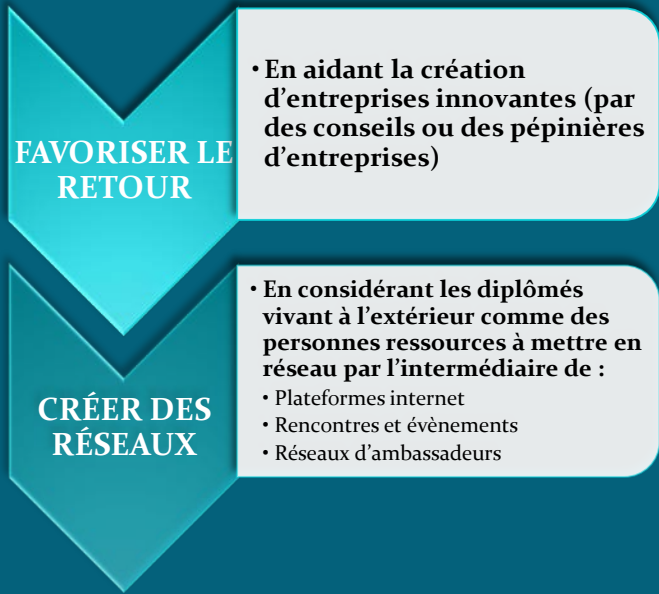 FAVORISER LE
RETOUR
• En aidant la création
d’entreprises innovantes (par
des conseils ou des pépinières
d’entreprises)
CRÉER DES
RÉSEAUX
• En considérant les diplômés
vivant à l’extérieur comme des
personnes ressources à mettre en
réseau par l’intermédiaire de :
• Plateformes internet
• Rencontres et évènements
• Réseaux d’ambassadeurs